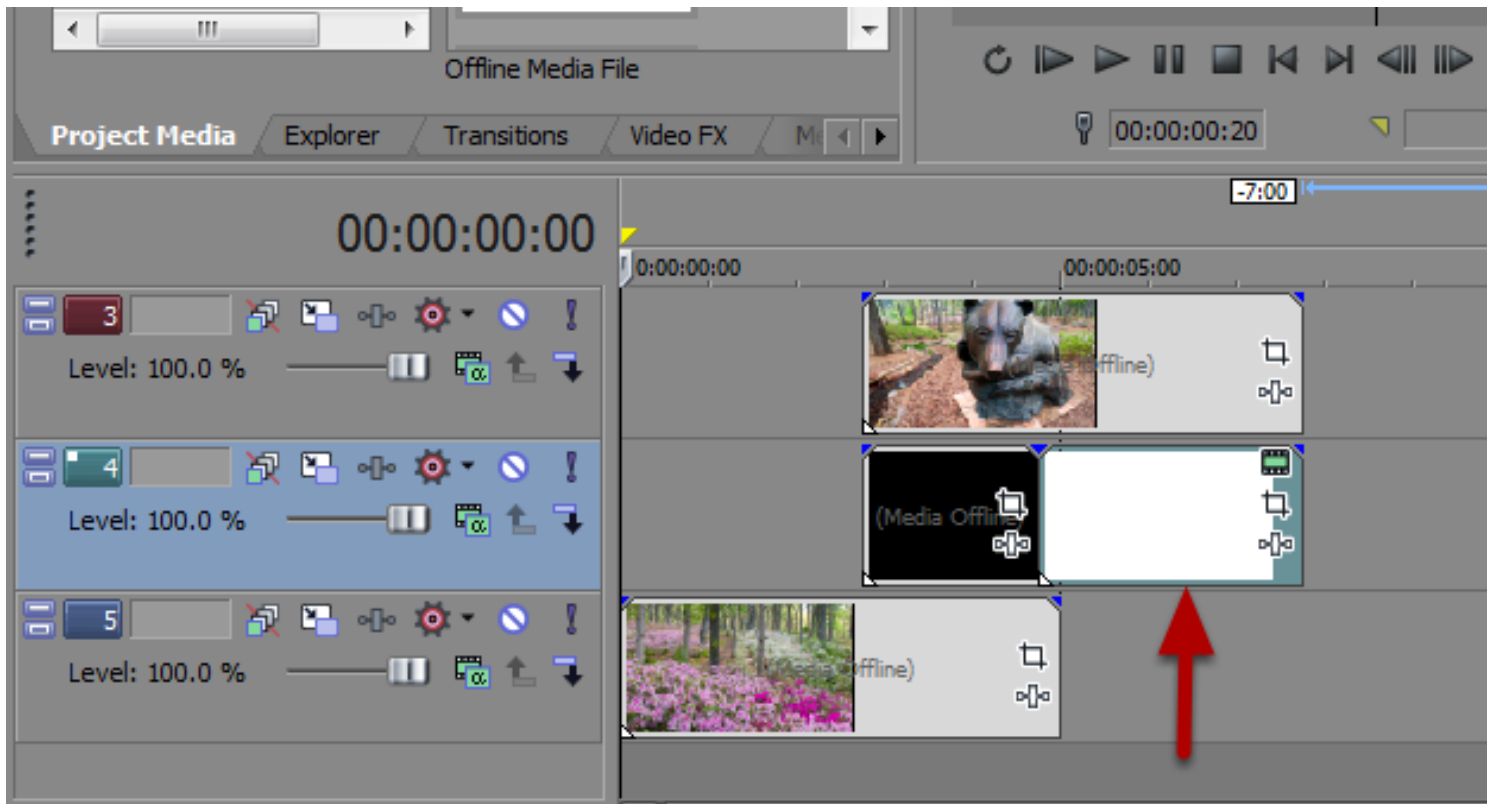 Offline Media File
Project Media Explorer Transitions Video FX
00:00:00:20
-7:00
00:00:00:00
0:00:00:00 00:00:05:00
3
Level: 100.0 %
(Media Offline)
4
Level: 100.0 %
(Media Offline)
5
Level: 100.0 %
(Media Offline)